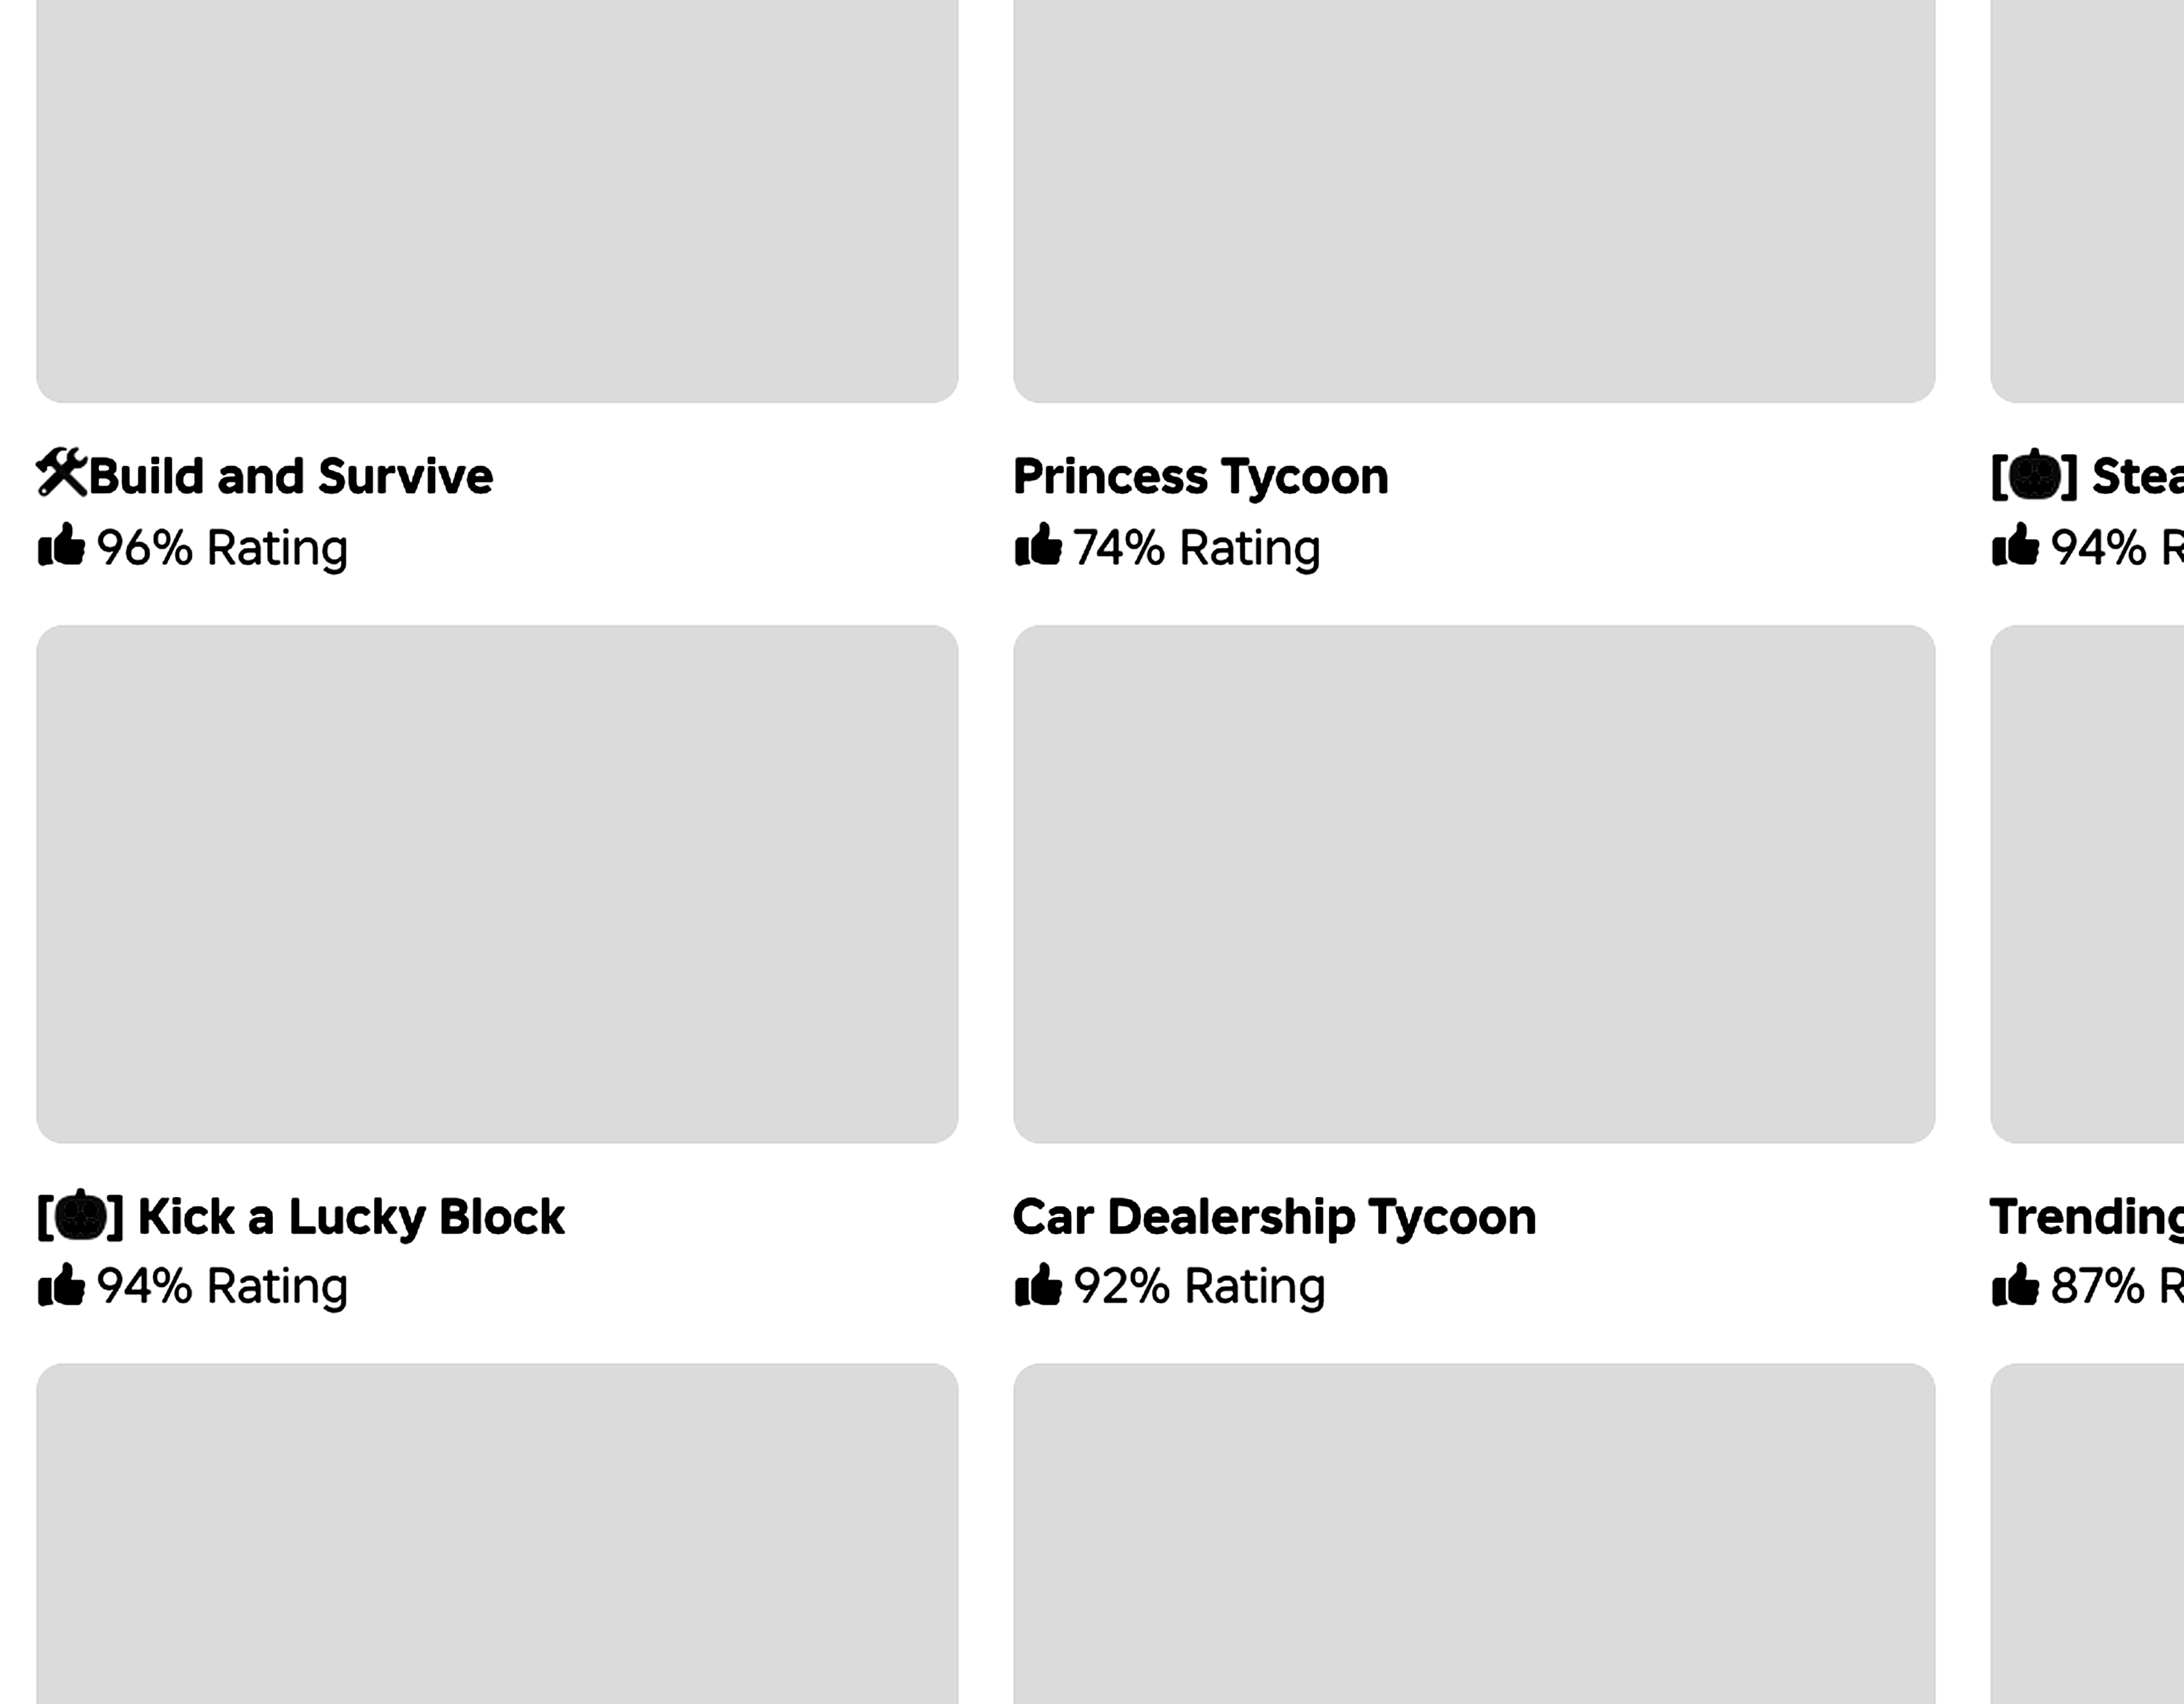 🛠Build and Survive
👍 96% Rating
Princess Tycoon
👍 74% Rating
[🎃]
👍 94%
[🎃] Kick a Lucky Block
👍 94% Rating
Car Dealership Tycoon
👍 92% Rating
Trending
👍 87%